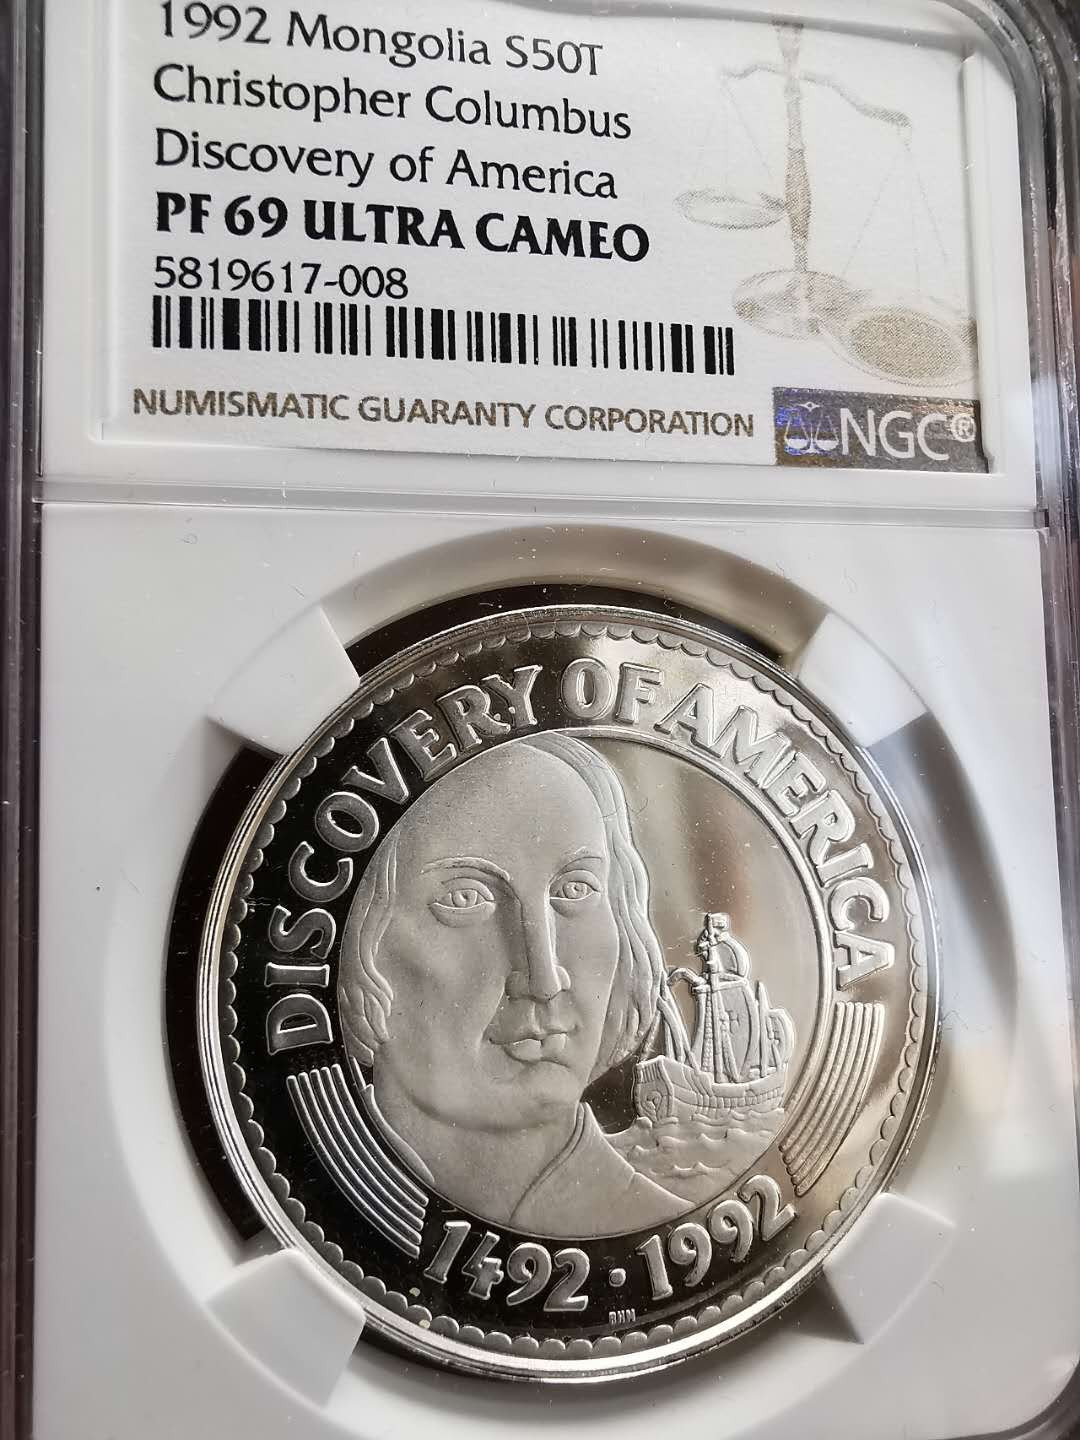 1992 Mongolia S50T
Christopher Columbus
Discovery of America
PF 69 ULTRA CAMEO
5819617-008
NUMISMATIC GUARANTY CORPORATION
NGC®
DISCOVERY OF AMERICA
1492 · 1992